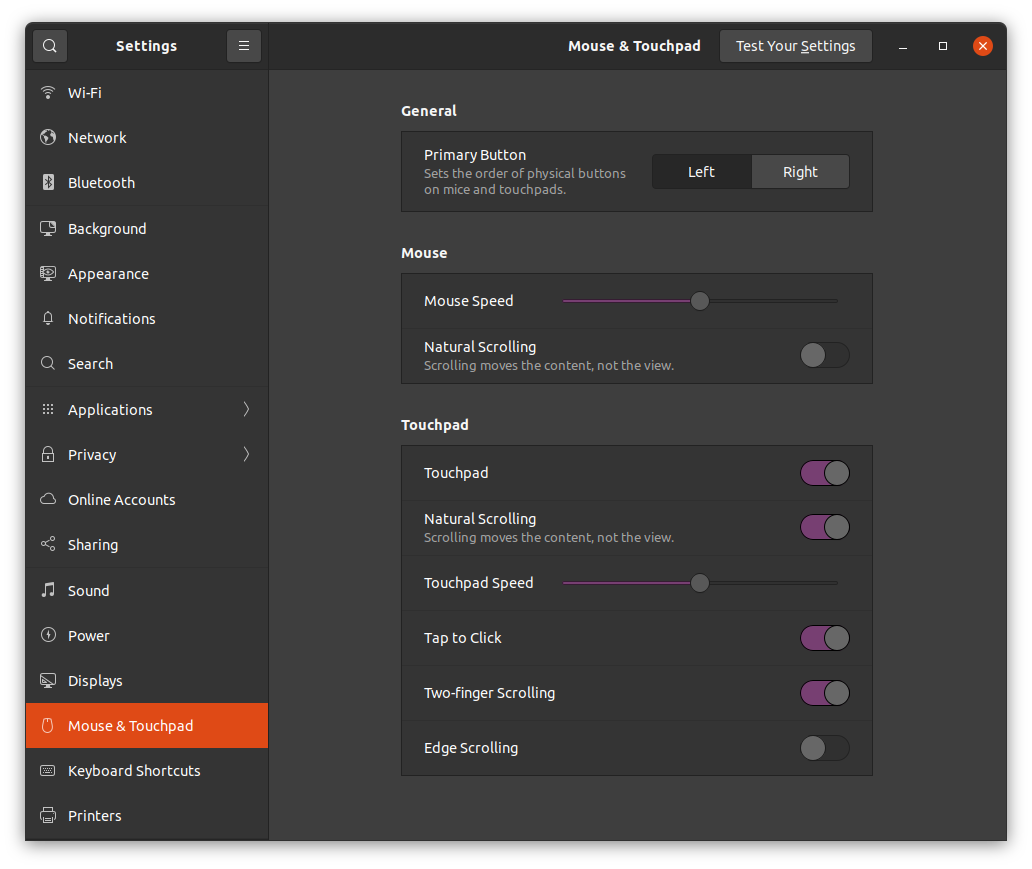 Settings
Mouse & Touchpad
Test Your Settings
Wi-Fi
Network
Bluetooth
Background
Appearance
Notifications
Search
Applications
Privacy
Online Accounts
Sharing
Sound
Power
Displays
Mouse & Touchpad
Keyboard Shortcuts
Printers
General
Primary Button
Sets the order of physical buttons
on mice and touchpads.
Left
Right
Mouse
Mouse Speed
Natural Scrolling
Scrolling moves the content, not the view.
Touchpad
Touchpad
Natural Scrolling
Scrolling moves the content, not the view.
Touchpad Speed
Tap to Click
Two-finger Scrolling
Edge Scrolling